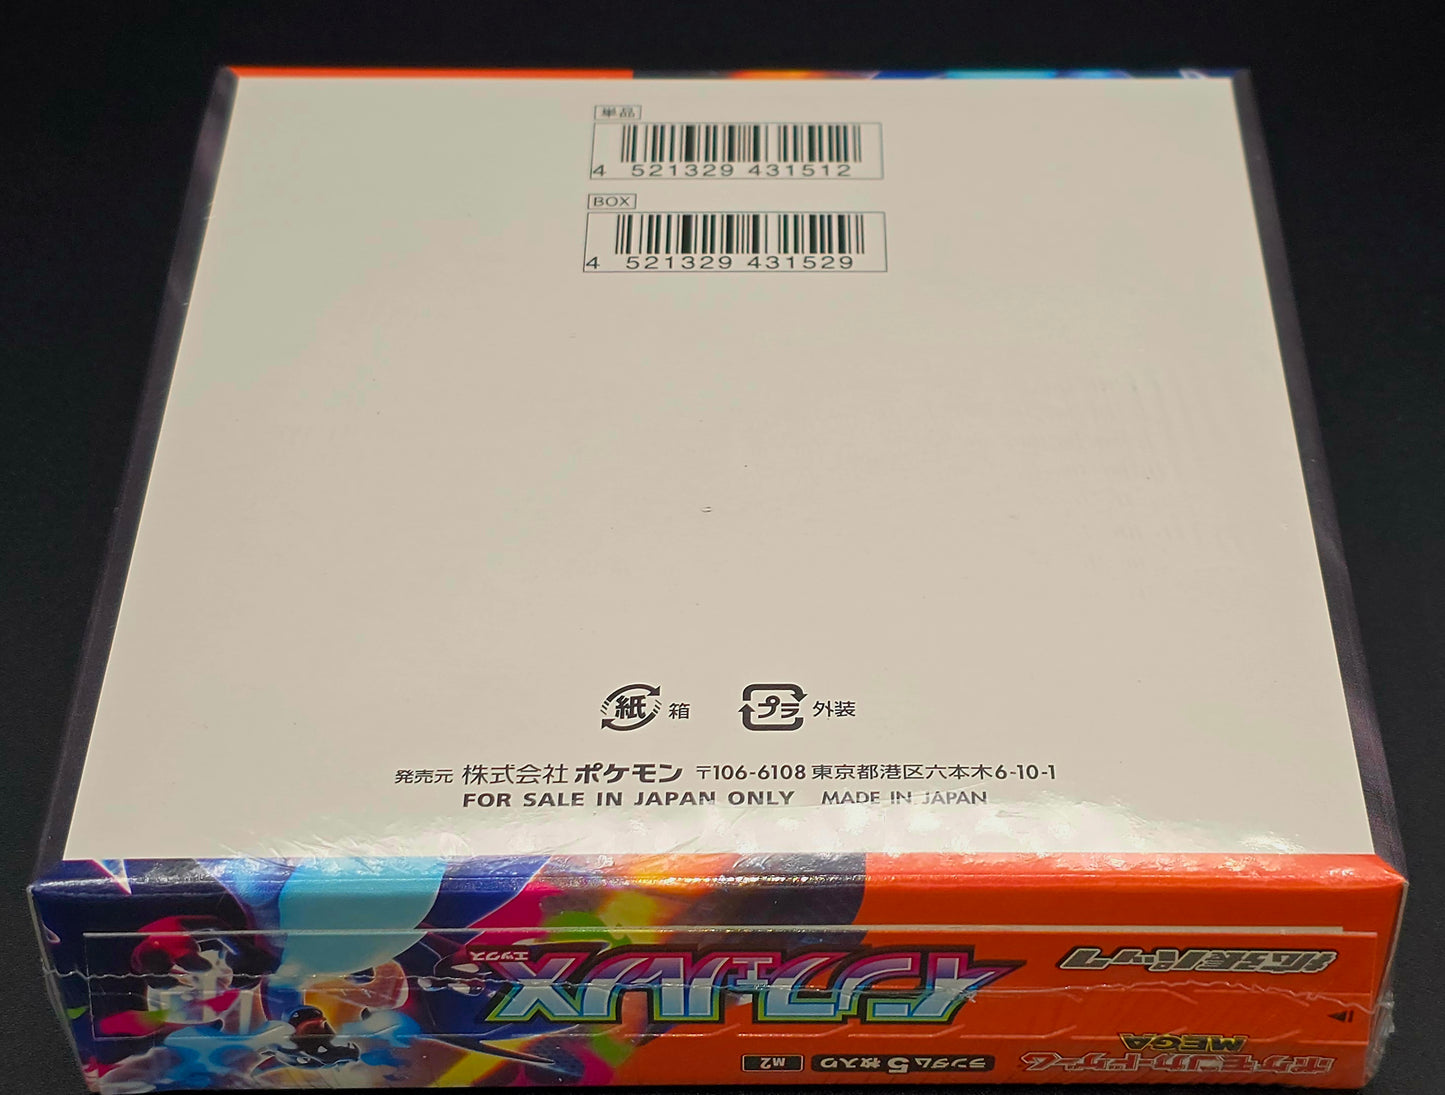 単品
4 521329 431512
BOX
4 521329 431529
紙 箱 プラ 外装
発売元 株式会社ポケモン 〒106-6108 東京都港区六本木6-10-1
FOR SALE IN JAPAN ONLY MADE IN JAPAN
ポケモンカードゲーム
MEGA
ランダム5枚入り M2
拡張パック
インフェルノX
エックス